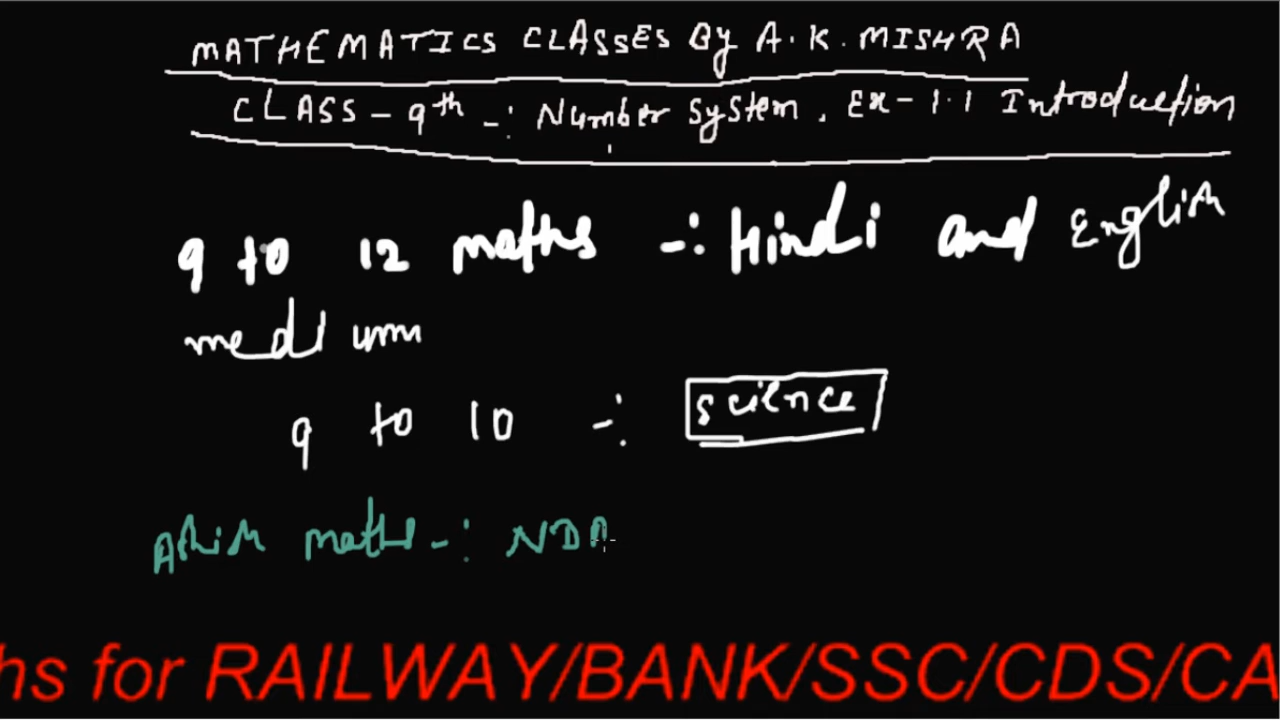 MATHEMATICS CLASSES By A.K. MISHRA
CLASS - 9th -: Number System, Ex-1.1 Introduction
9 to 12 maths -: Hindi and English
medium
9 to 10 -: science
Ashish maths -: NDA
hs for RAILWAY/BANK/SSC/CDS/CA